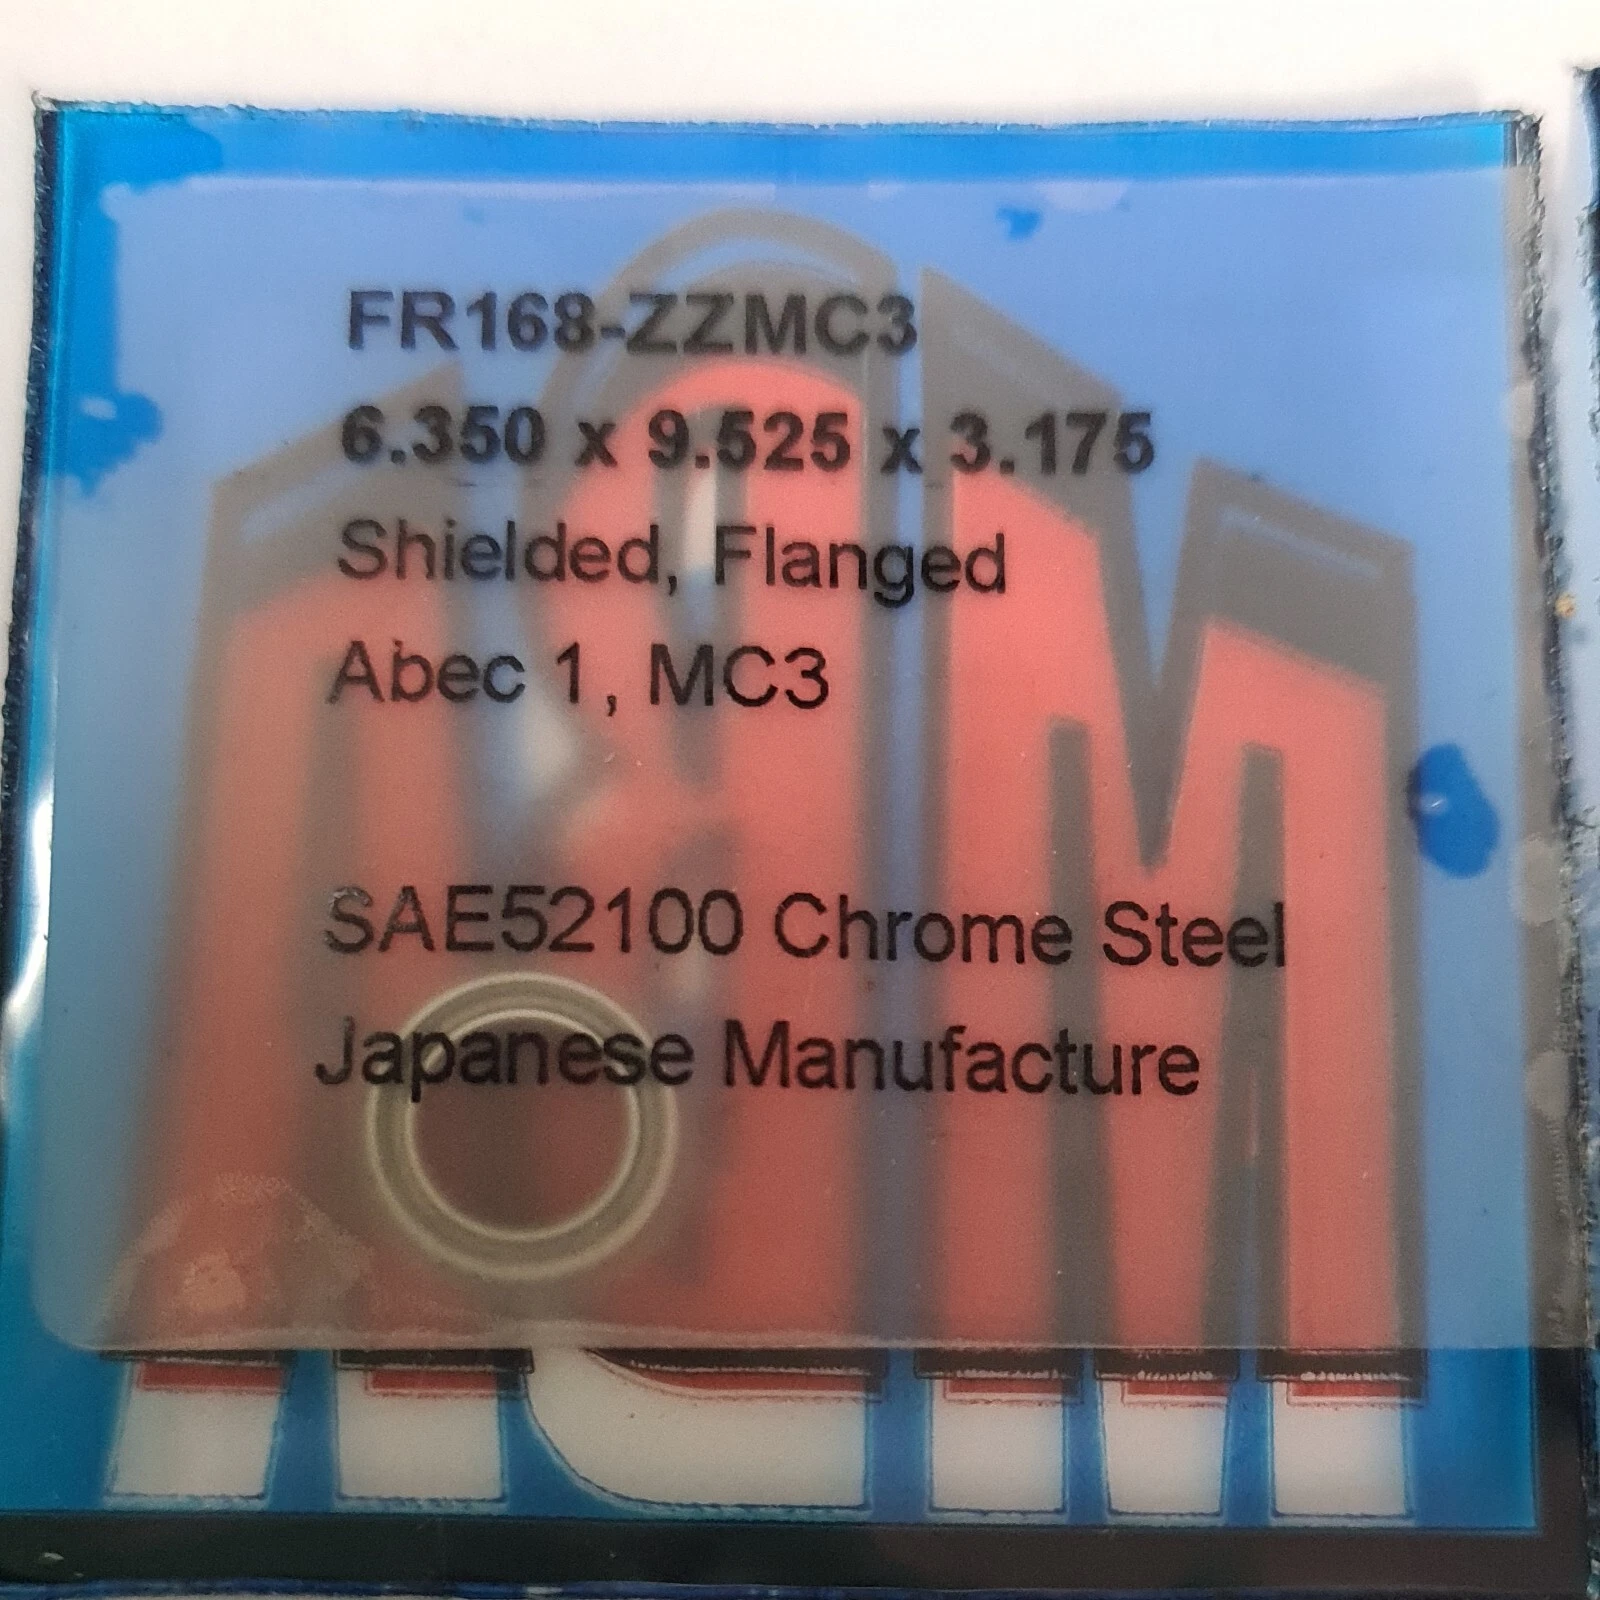 FR168-ZZMC3
6.350 x 9.525 x 3.175
Shielded, Flanged
Abec 1, MC3
SAE52100 Chrome Steel
Japanese Manufacture